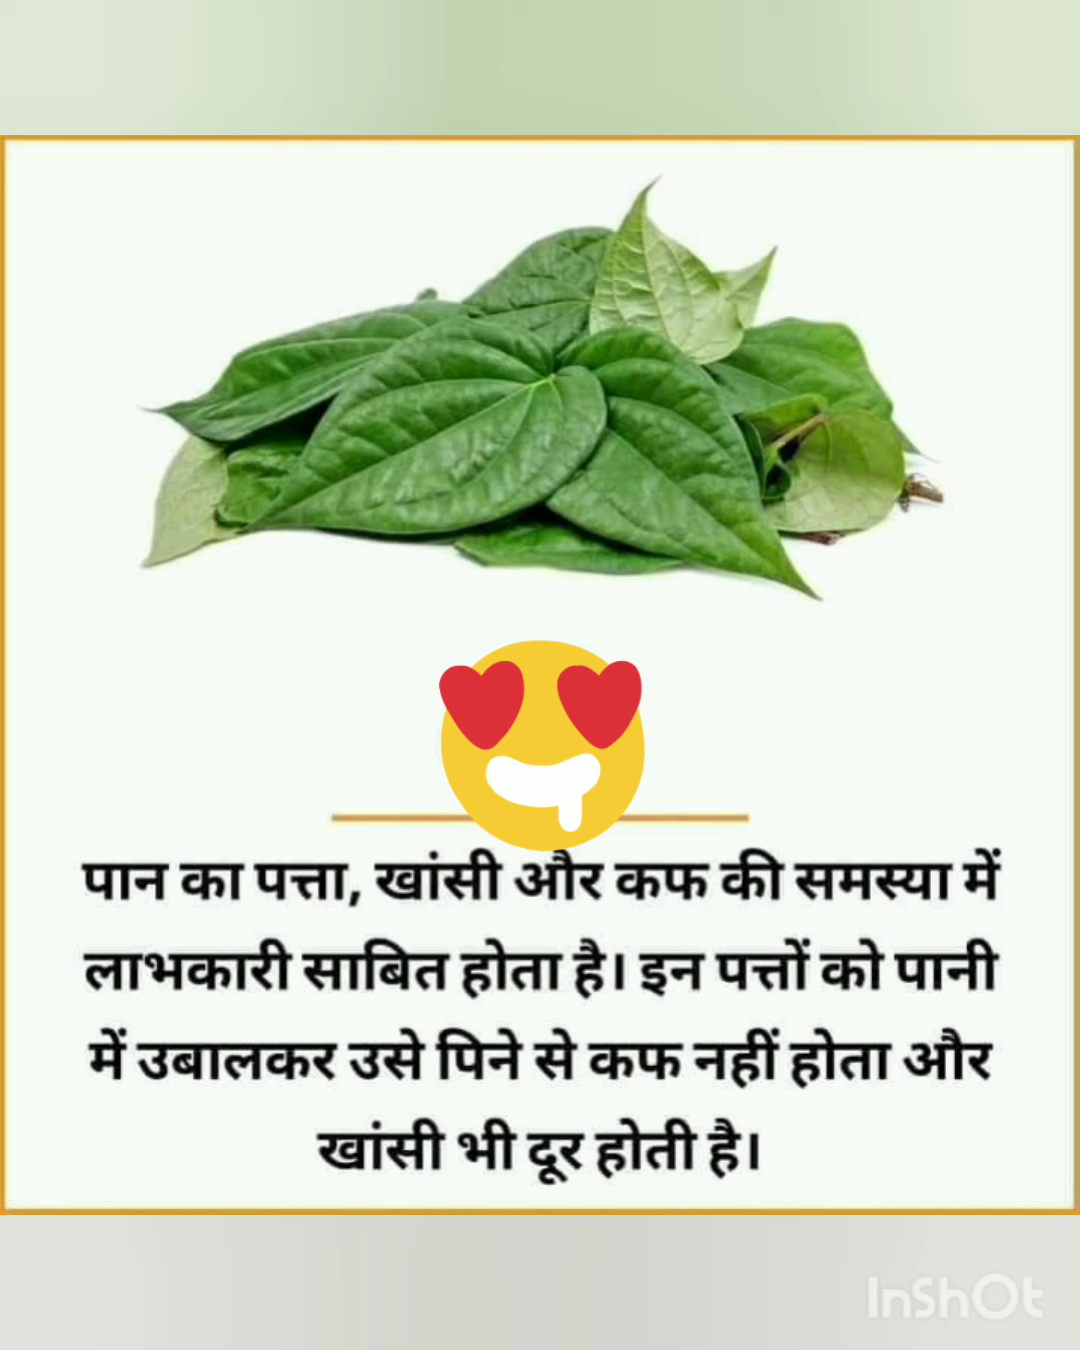 पान का पत्ता, खांसी और कफ की समस्या में
लाभकारी साबित होता है। इन पत्तों को पानी
में उबालकर उसे पिने से कफ नहीं होता और
खांसी भी दूर होती है।
InShOt